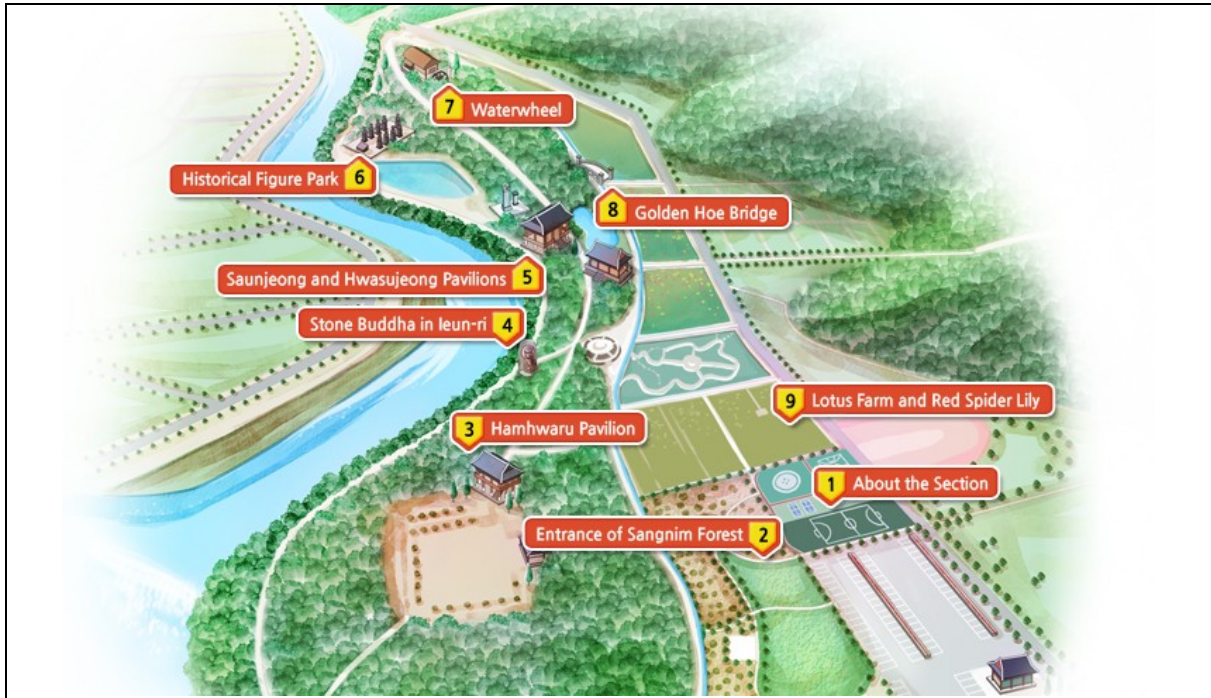 7 Waterwheel
Historical Figure Park 6
8 Golden Hoe Bridge
Saunjeong and Hwasujeong Pavilions 5
Stone Buddha in Ieun-ri 4
9 Lotus Farm and Red Spider Lily
3 Hamhwaru Pavilion
1 About the Section
Entrance of Sangnim Forest 2